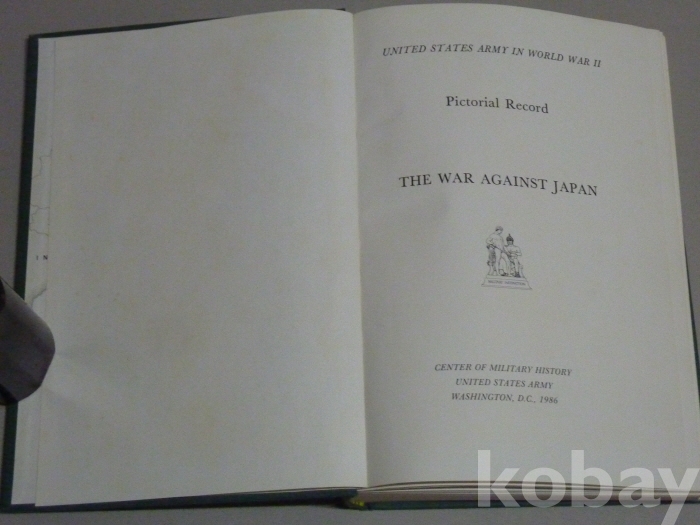 UNITED STATES ARMY IN WORLD WAR II
Pictorial Record
THE WAR AGAINST JAPAN
CENTER OF MILITARY HISTORY
UNITED STATES ARMY
WASHINGTON, D.C., 1986
kobay